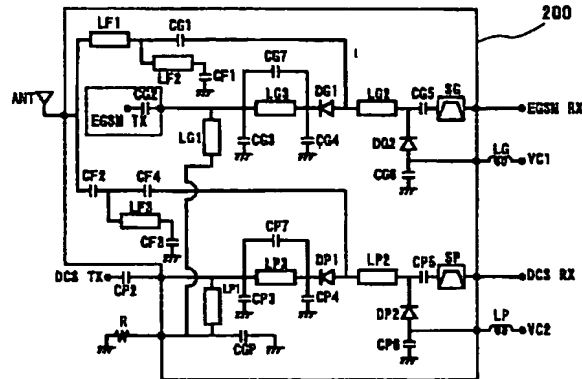 200
LF1 CG1
CG7
LF2 CF1
ANT
CG2
EGSM TX
LG3 DG1 LG2 CG5 SG
EGSM RX
LG1
CG3 CG4
DG2
LG
VC1
CG6
CF2 CF4
LF3
CF3
CP7
DCS TX
CP2
LP3 DP1 LP2 CP5 SP
DCS RX
LP1
CP3 CP4
DP2
LP
VC2
R
CGP
CP6